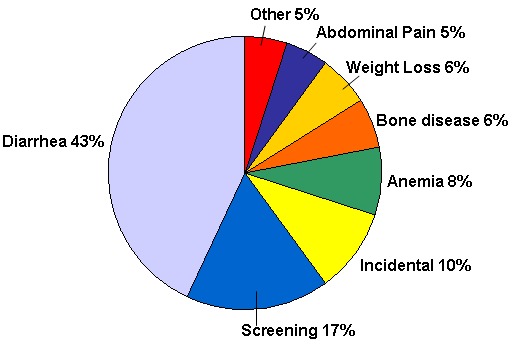 Other 5%
Abdominal Pain 5%
Weight Loss 6%
Bone disease 6%
Diarrhea 43%
Anemia 8%
Incidental 10%
Screening 17%